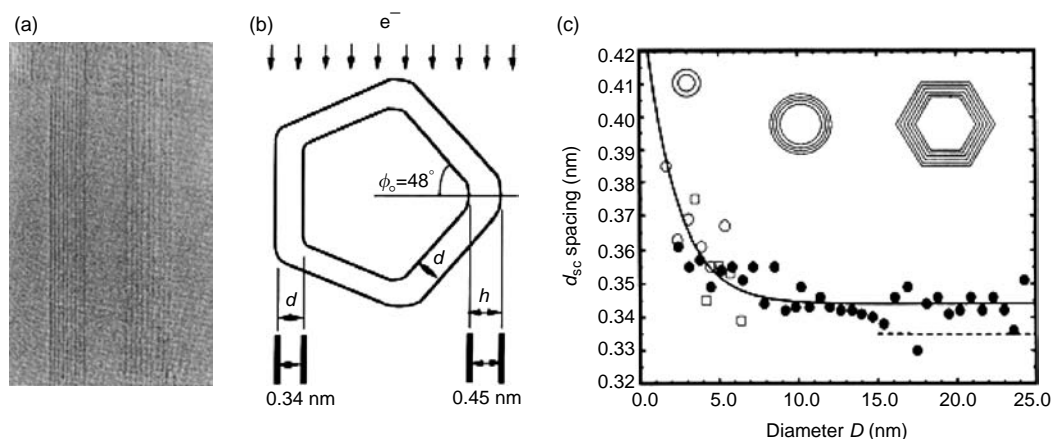 (a)
(b)
e⁻
ϕₒ=48°
d
d
h
0.34 nm
0.45 nm
(c)
d_sc spacing (nm)
0.42
0.41
0.40
0.39
0.38
0.37
0.36
0.35
0.34
0.33
0.32
0.0
5.0
10.0
15.0
20.0
25.0
Diameter D (nm)